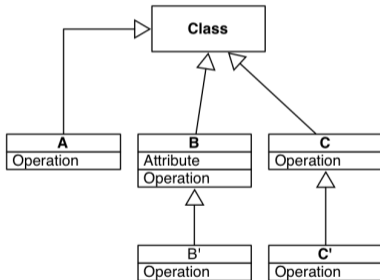 Class
A
Operation
B
Attribute
Operation
C
Operation
B'
Operation
C'
Operation